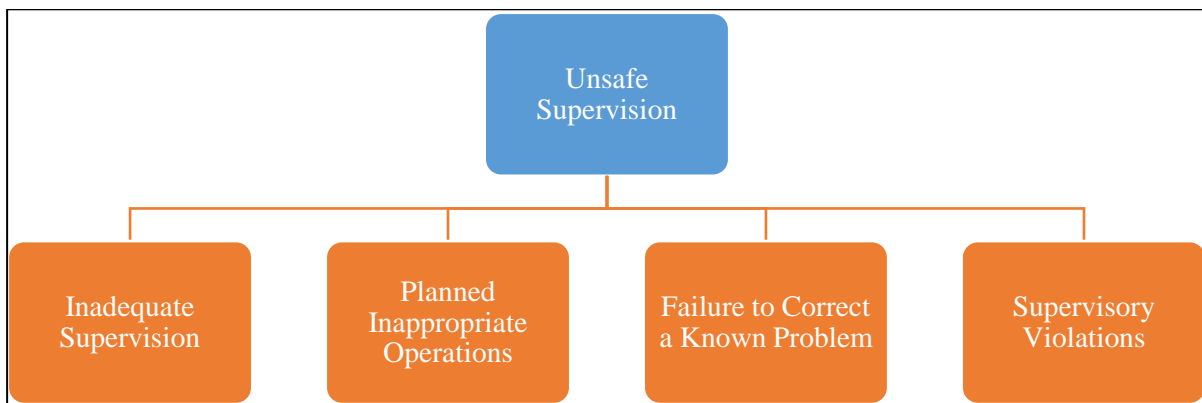 Unsafe
Supervision
Inadequate
Supervision
Planned
Inappropriate
Operations
Failure to Correct
a Known Problem
Supervisory
Violations